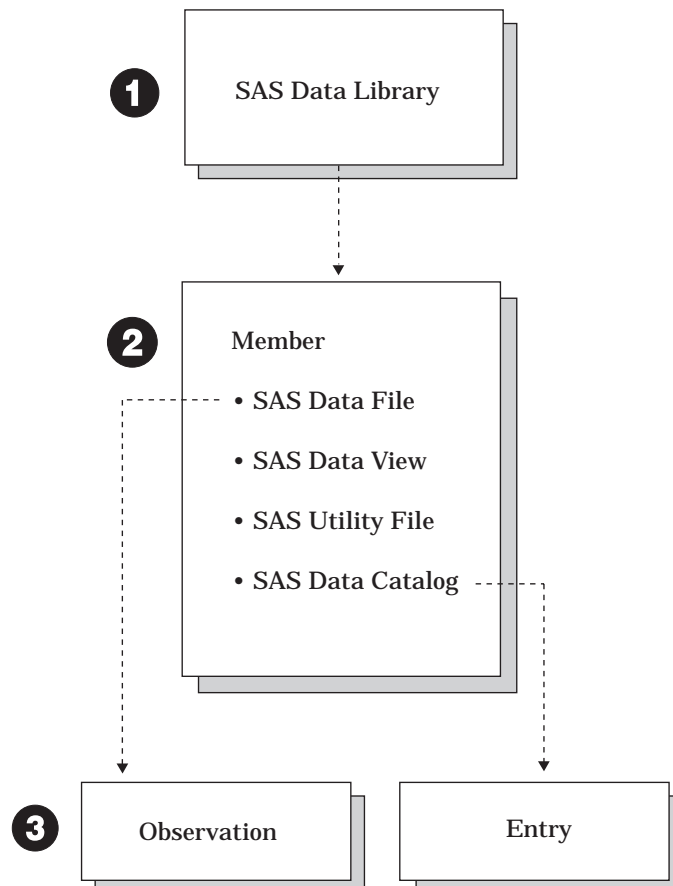 1
SAS Data Library
2
Member
• SAS Data File
• SAS Data View
• SAS Utility File
• SAS Data Catalog
3
Observation
Entry